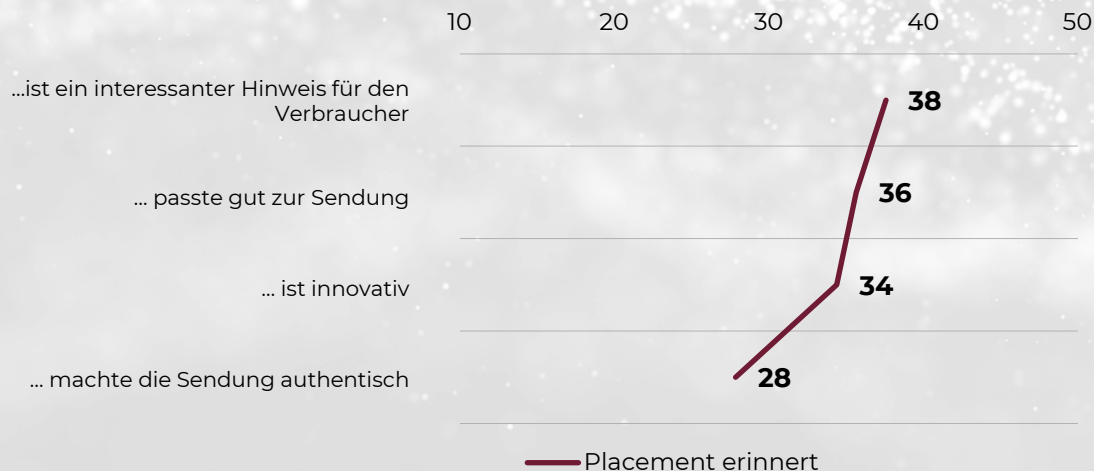 10 20 30 40 50
...ist ein interessanter Hinweis für den
Verbraucher
38
... passte gut zur Sendung
36
... ist innovativ
34
... machte die Sendung authentisch
28
Placement erinnert